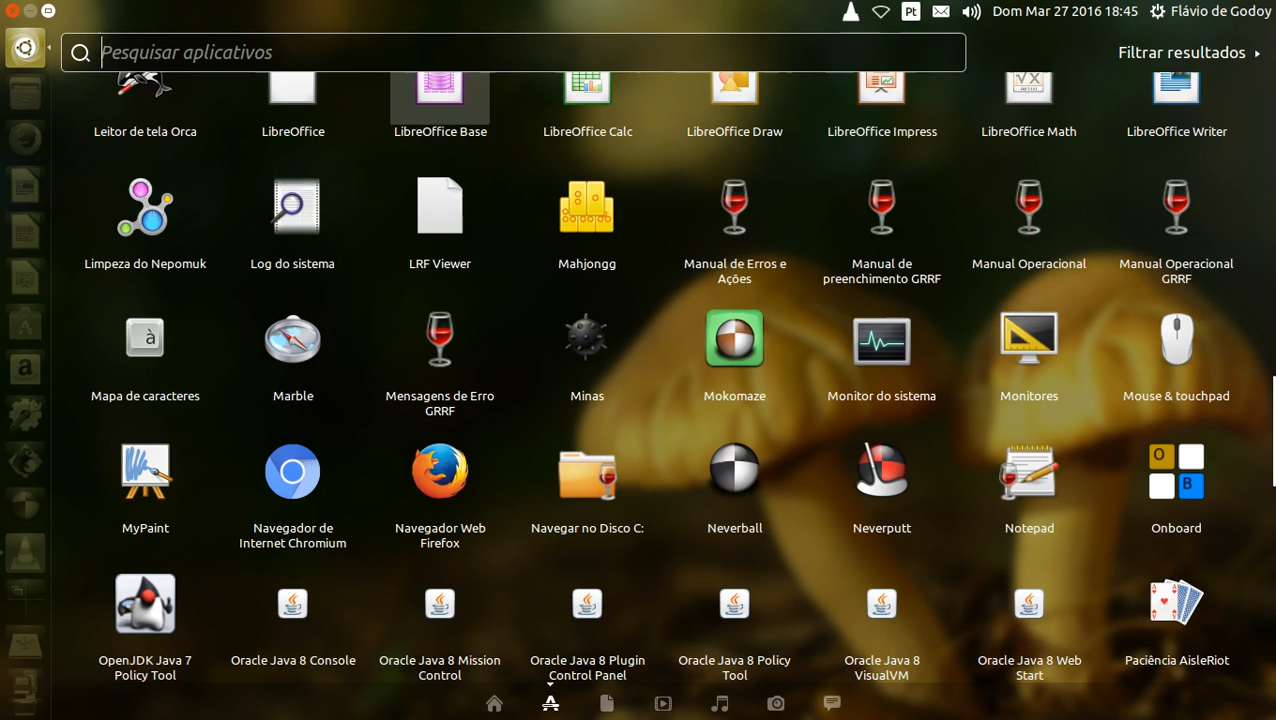 Pt
Dom Mar 27 2016 18:45
Flávio de Godoy
Pesquisar aplicativos
Filtrar resultados
Leitor de tela Orca
LibreOffice
LibreOffice Base
LibreOffice Calc
LibreOffice Draw
LibreOffice Impress
LibreOffice Math
LibreOffice Writer
Limpeza do Nepomuk
Log do sistema
LRF Viewer
Mahjongg
Manual de Erros e
Ações
Manual de
preenchimento GRRF
Manual Operacional
Manual Operacional
GRRF
à
Mapa de caracteres
Marble
Mensagens de Erro
GRRF
Minas
Mokomaze
Monitor do sistema
Monitores
Mouse & touchpad
MyPaint
Navegador de
Internet Chromium
Navegador Web
Firefox
Navegar no Disco C:
Neverball
Neverputt
Notepad
O
B
Onboard
OpenJDK Java 7
Policy Tool
Oracle Java 8 Console
Oracle Java 8 Mission
Control
Oracle Java 8 Plugin
Control Panel
Oracle Java 8 Policy
Tool
Oracle Java 8
VisualVM
Oracle Java 8 Web
Start
Paciência AisleRiot